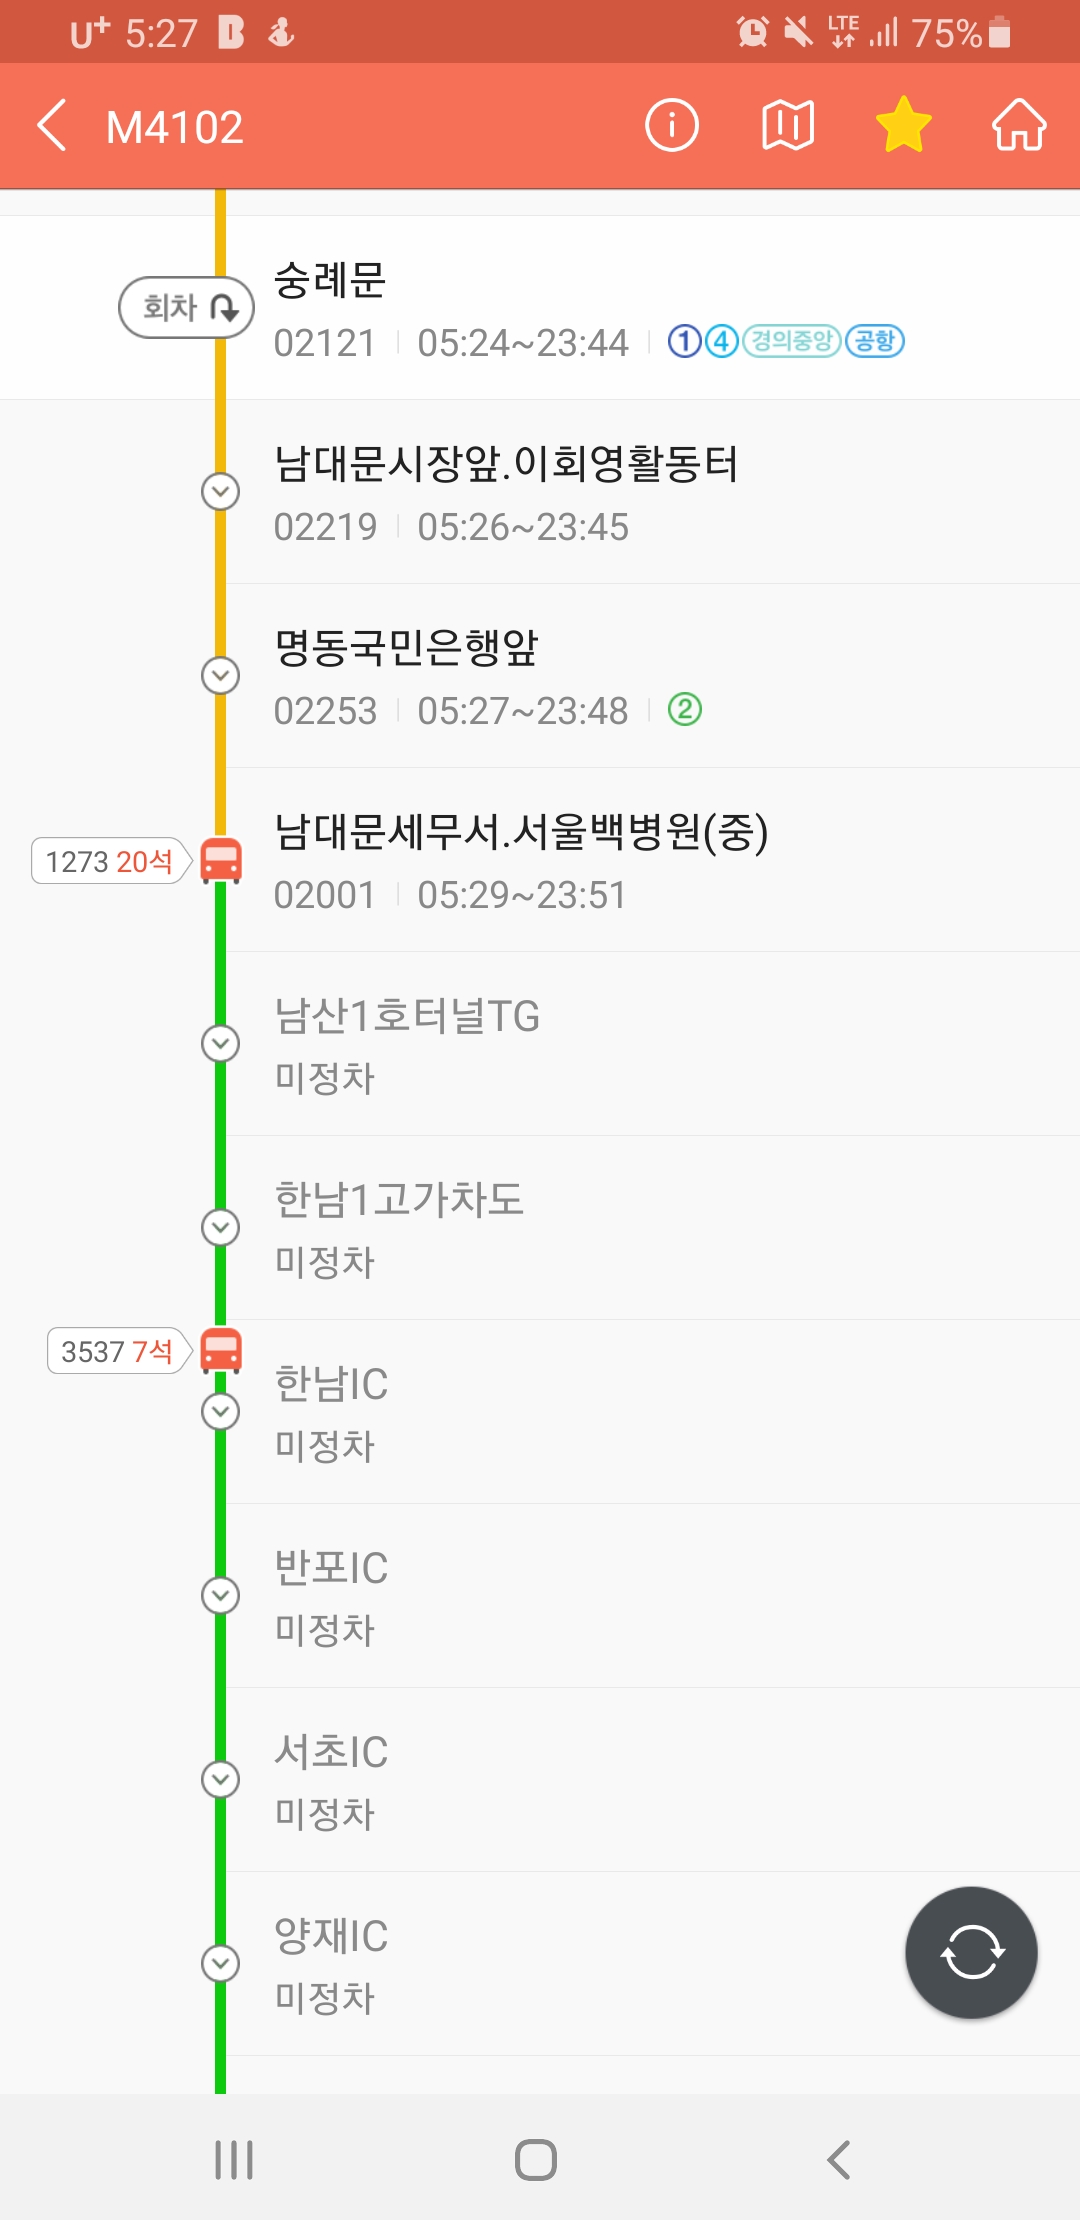 U+ 5:27 B LTE 75%
M4102
숭례문
회차
02121 05:24~23:44 1 4 경의중앙 공항
남대문시장앞.이회영활동터
02219 05:26~23:45
명동국민은행앞
02253 05:27~23:48 2
남대문세무서.서울백병원(중)
1273 20석
02001 05:29~23:51
남산1호터널TG
미정차
한남1고가차도
미정차
3537 7석
한남IC
미정차
반포IC
미정차
서초IC
미정차
양재IC
미정차